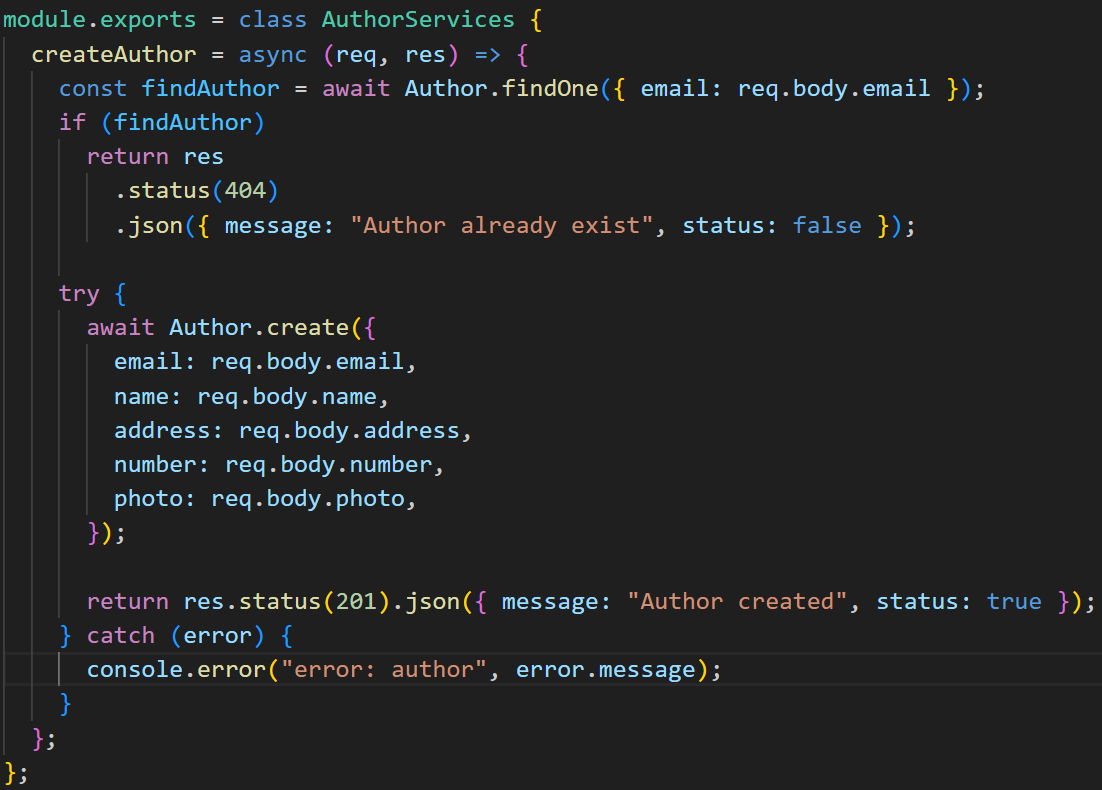 module.exports = class AuthorServices {
  createAuthor = async (req, res) => {
    const findAuthor = await Author.findOne({ email: req.body.email });
    if (findAuthor)
      return res
        .status(404)
        .json({ message: "Author already exist", status: false });

    try {
      await Author.create({
        email: req.body.email,
        name: req.body.name,
        address: req.body.address,
        number: req.body.number,
        photo: req.body.photo,
      });

      return res.status(201).json({ message: "Author created", status: true });
    } catch (error) {
      console.error("error: author", error.message);
    }
  };
};